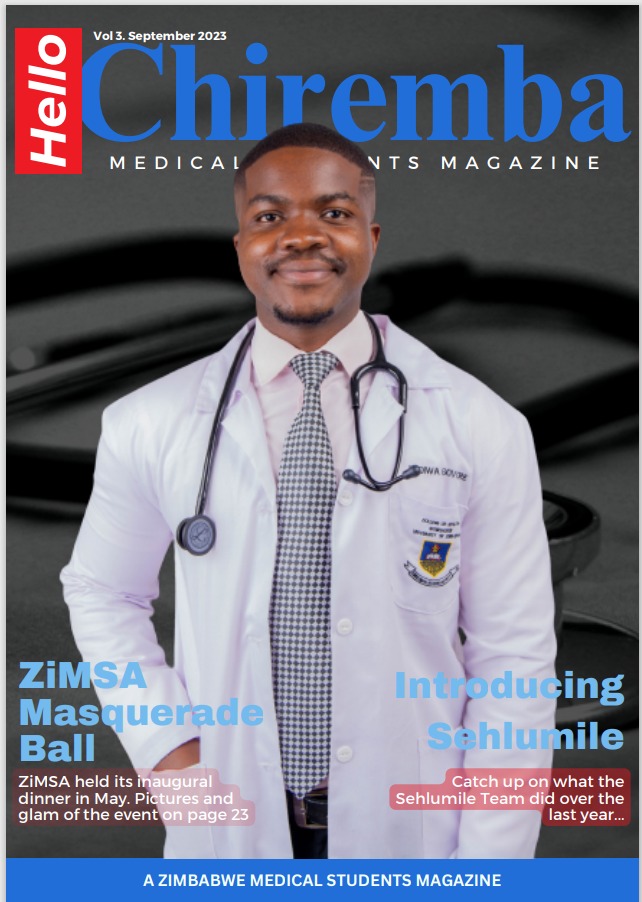 Vol 3. September 2023
Hello
Chiremba
MEDICAL NTS MAGAZINE
GOVORE
ZiMSA
Masquerade
Ball
ZiMSA held its inaugural
dinner in May. Pictures and
glam of the event on page 23
Introducing
Sehlumile
Catch up on what the
Sehlumile Team did over the
last year...
A ZIMBABWE MEDICAL STUDENTS MAGAZINE